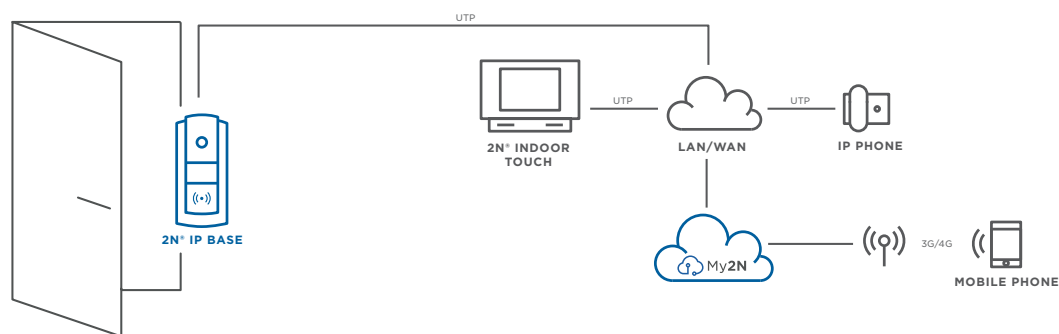 UTP
UTP
UTP
2N® INDOOR
TOUCH
LAN/WAN
IP PHONE
2N® IP BASE
My2N
3G/4G
MOBILE PHONE